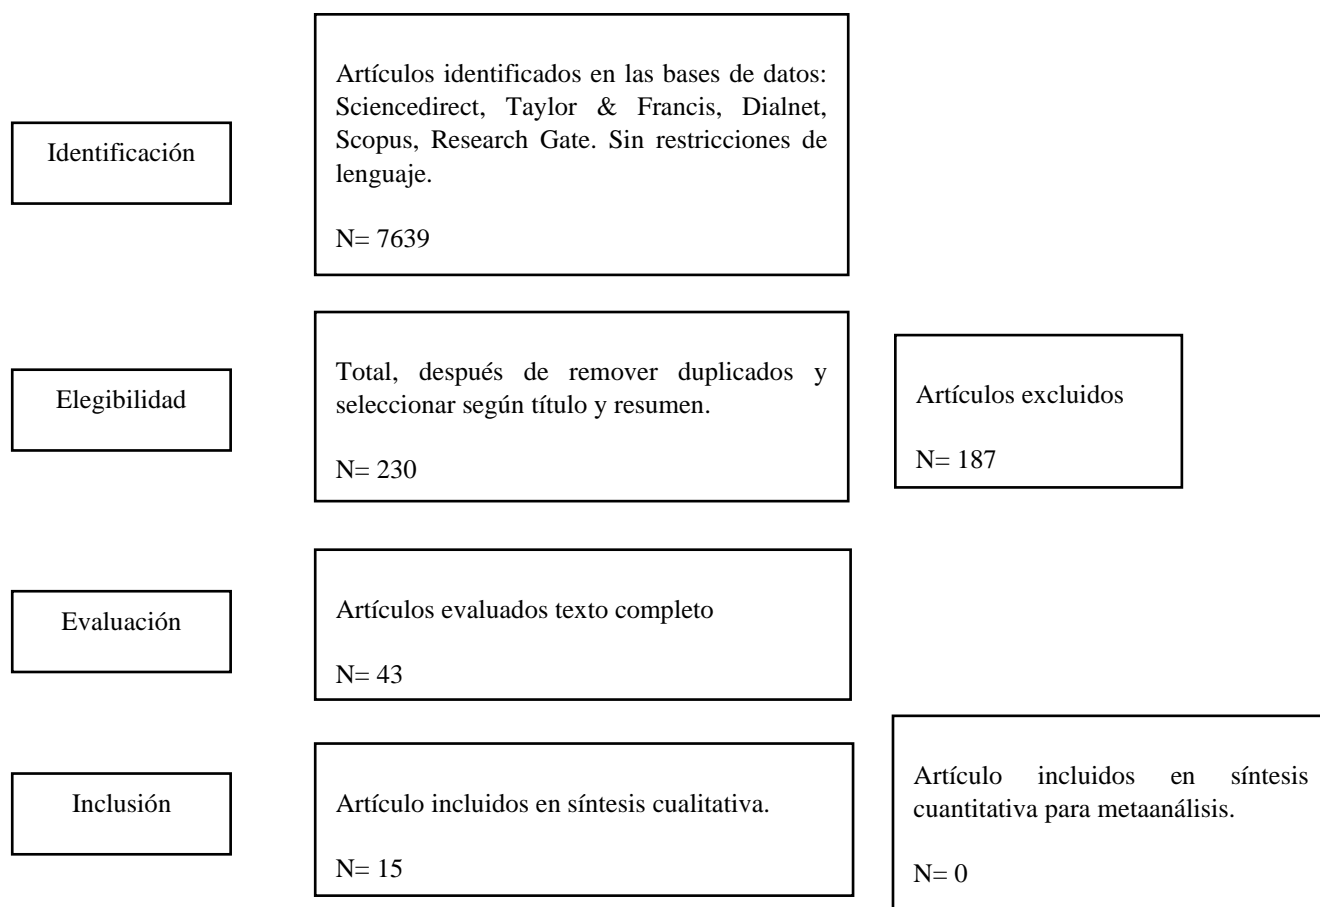 Identificación
Artículos identificados en las bases de datos:
Sciencedirect, Taylor & Francis, Dialnet,
Scopus, Research Gate. Sin restricciones de
lenguaje.
N= 7639
Elegibilidad
Total, después de remover duplicados y
seleccionar según título y resumen.
N= 230
Artículos excluidos
N= 187
Evaluación
Artículos evaluados texto completo
N= 43
Inclusión
Artículo incluidos en síntesis cualitativa.
N= 15
Artículo incluidos en síntesis
cuantitativa para metaanálisis.
N= 0